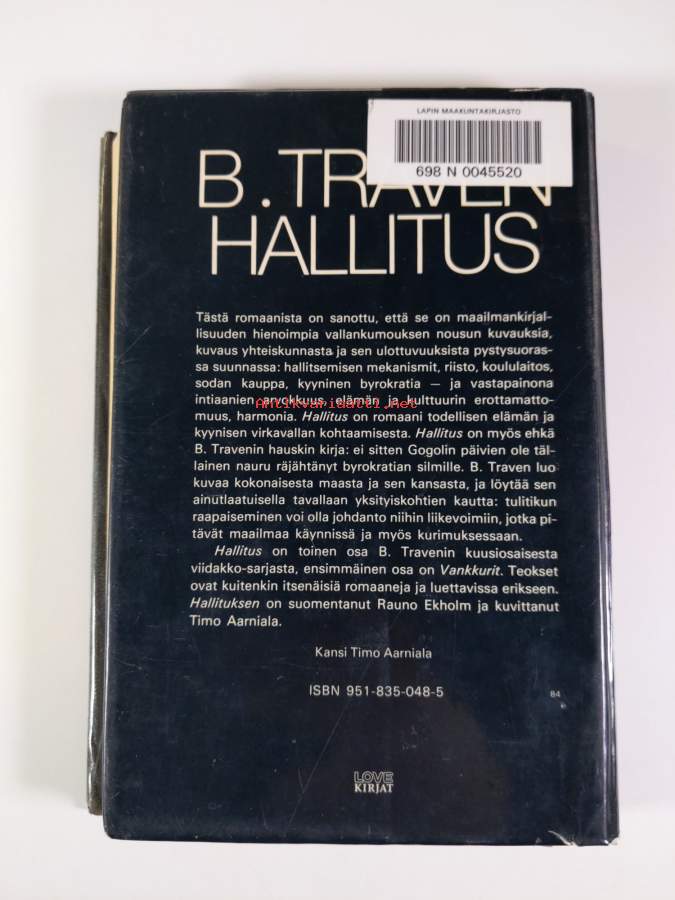 LAPIN MAAKUNTAKIRJASTO
698 N 0045520
B. TRAVEN
HALLITUS
Tästä romaanista on sanottu, että se on maailmankirjal-
lisuuden hienoimpia vallankumouksen nousun kuvauksia,
kuvaus yhteiskunnasta ja sen ulottuvuuksista pystysuoras-
sa suunnassa: hallitsemisen mekanismit, riisto, koululaitos,
sodan kauppa, kyyninen byrokratia — ja vastapainona
intiaanien elämän ja kulttuurin erottamatto-
Antikvariaatti.net
muus, harmonia. Hallitus on romaani todellisen elämän ja
kyynisen virkavallan kohtaamisesta. Hallitus on myös ehkä
B. Travenin hauskin kirja: ei sitten Gogolin päivien ole täl-
lainen nauru räjähtänyt byrokratian silmille. B. Traven luo
kuvaa kokonaisesta maasta ja sen kansasta, ja löytää sen
ainutlaatuisella tavallaan yksityiskohtien kautta: tulitikun
raapaiseminen voi olla johdanto niihin liikevoimiin, jotka pi-
tävät maailmaa käynnissä ja myös kurimuksessaan.
Hallitus on toinen osa B. Travenin kuusiosaisesta
viidakko-sarjasta, ensimmäinen osa on Vankkurit. Teokset
ovat kuitenkin itsenäisiä romaaneja ja luettavissa erikseen.
Hallituksen on suomentanut Rauno Ekholm ja kuvittanut
Timo Aarniala.
Kansi Timo Aarniala
ISBN 951-835-048-5
84
LOVE
KIRJAT